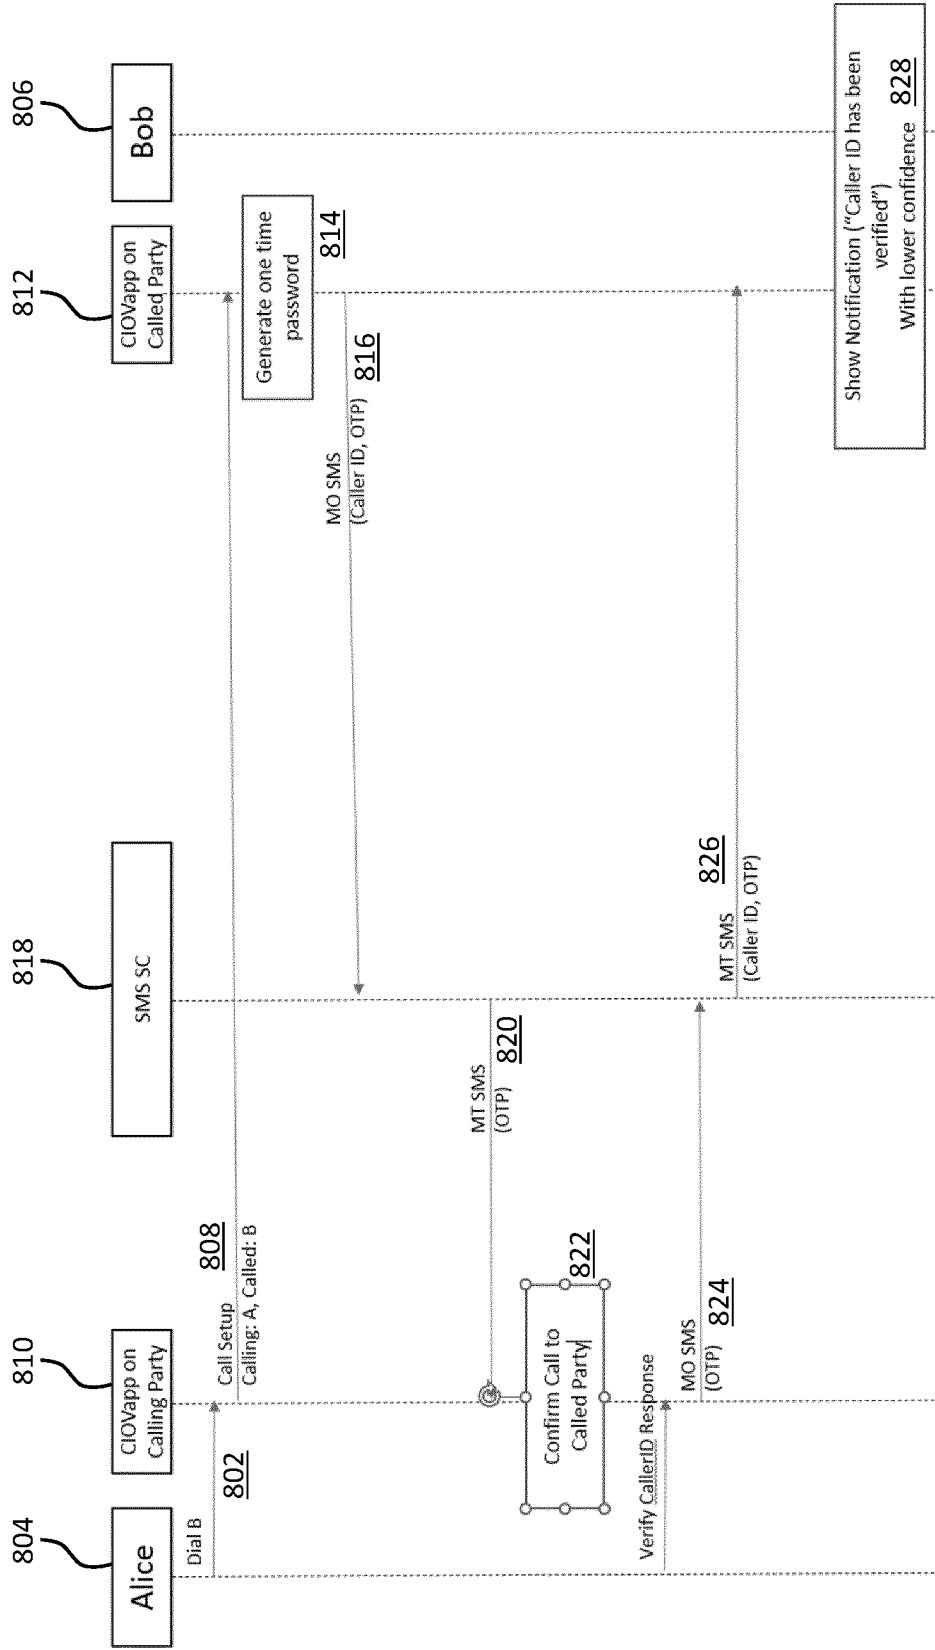 804
810
818
812
806
Alice
CIOVapp on
Calling Party
SMS SC
CIOVapp on
Called Party
Bob
Dial B
802
Call Setup
Calling: A, Called: B
808
Generate one time
password
814
MO SMS
(Caller ID, OTP)
816
MT SMS
(OTP)
820
Confirm Call to
Called Party
822
Verify CallerID Response
MO SMS
(OTP)
824
MT SMS
(Caller ID, OTP)
826
Show Notification (“Caller ID has been
verified”)
With lower confidence
828